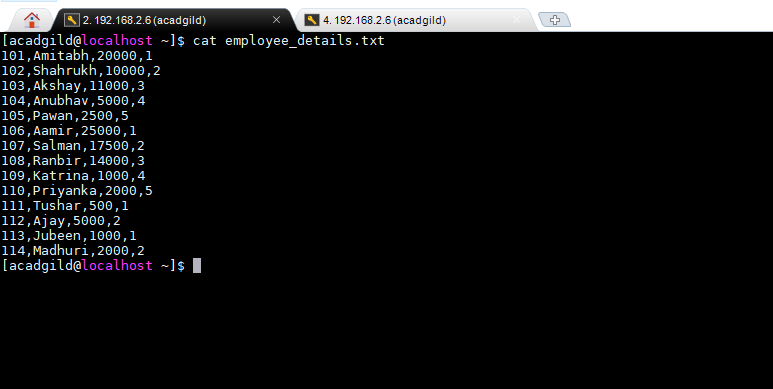 2. 192.168.2.6 (acadgild)
4. 192.168.2.6 (acadgild)
[acadgild@localhost ~]$ cat employee_details.txt
101,Amitabh,20000,1
102,Shahrukh,10000,2
103,Akshay,11000,3
104,Anubhav,5000,4
105,Pawan,2500,5
106,Aamir,25000,1
107,Salman,17500,2
108,Ranbir,14000,3
109,Katrina,1000,4
110,Priyanka,2000,5
111,Tushar,500,1
112,Ajay,5000,2
113,Jubeen,1000,1
114,Madhuri,2000,2
[acadgild@localhost ~]$